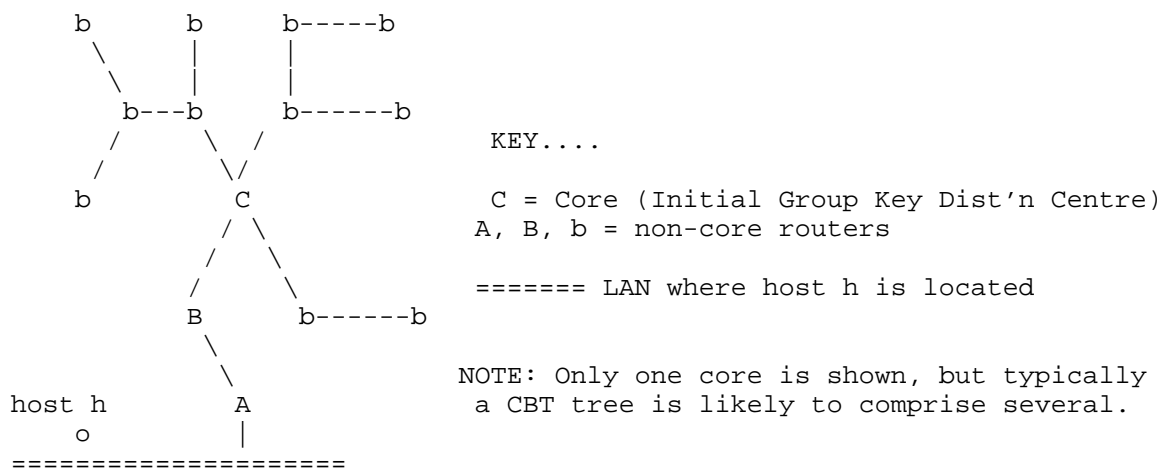 b b b-----b
b---b b------b
KEY....
b C C = Core (Initial Group Key Dist'n Centre)
A, B, b = non-core routers
======= LAN where host h is located
B b------b
NOTE: Only one core is shown, but typically
host h A a CBT tree is likely to comprise several.
o
=====================